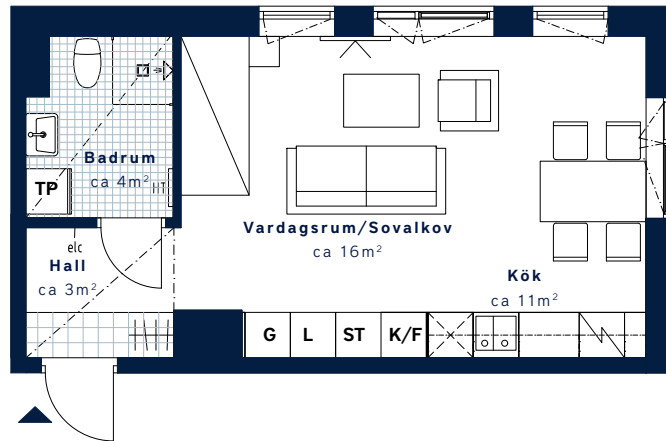 Badrum
ca 4m²
TP
HT
Vardagsrum/Sovalkov
ca 16m²
elc
Hall
ca 3m²
Kök
ca 11m²
G L ST K/F